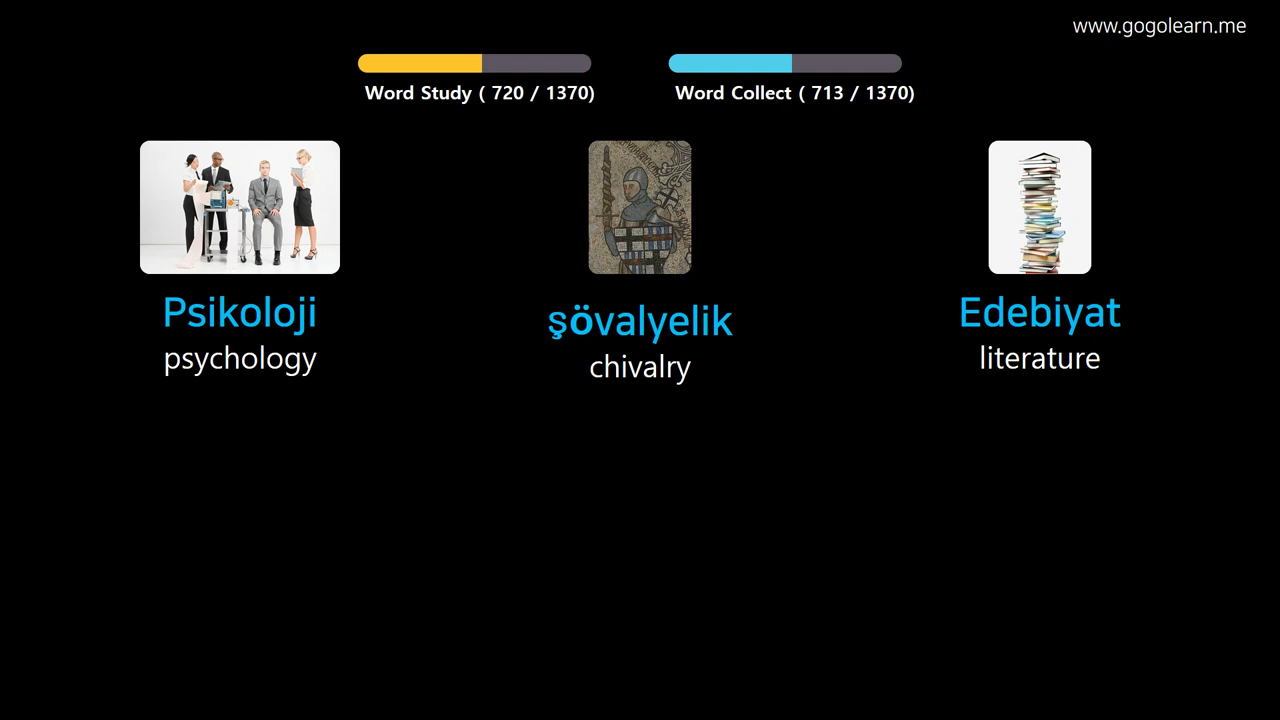 www.gogolearn.me
Word Study ( 720 / 1370)
Word Collect ( 713 / 1370)
Psikoloji
psychology
şövalyelik
chivalry
Edebiyat
literature